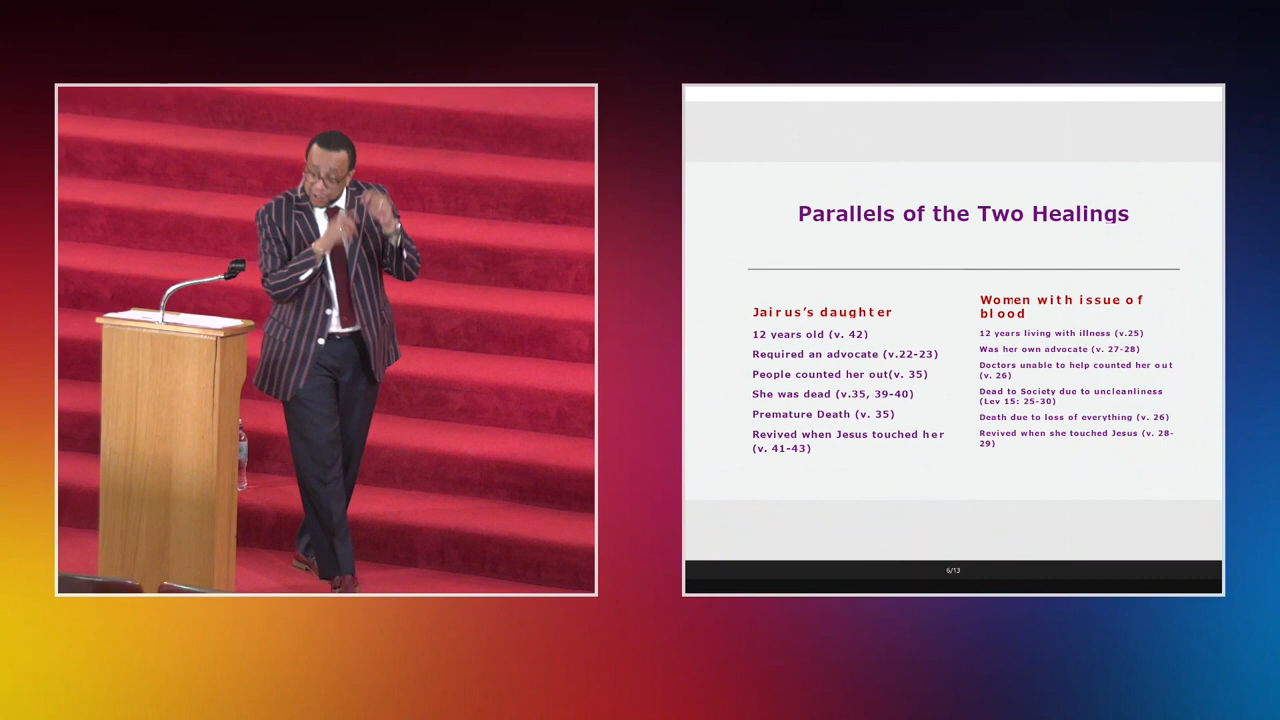 Parallels of the Two Healings
Jairus’s daughter
12 years old (v. 42)
Required an advocate (v.22-23)
People counted her out(v. 35)
She was dead (v.35, 39-40)
Premature Death (v. 35)
Revived when Jesus touched her
(v. 41-43)
Women with issue of
blood
12 years living with illness (v.25)
Was her own advocate (v. 27-28)
Doctors unable to help counted her out
(v. 26)
Dead to Society due to uncleanliness
(Lev 15: 25-30)
Death due to loss of everything (v. 26)
Revived when she touched Jesus (v. 28-
29)
6/13